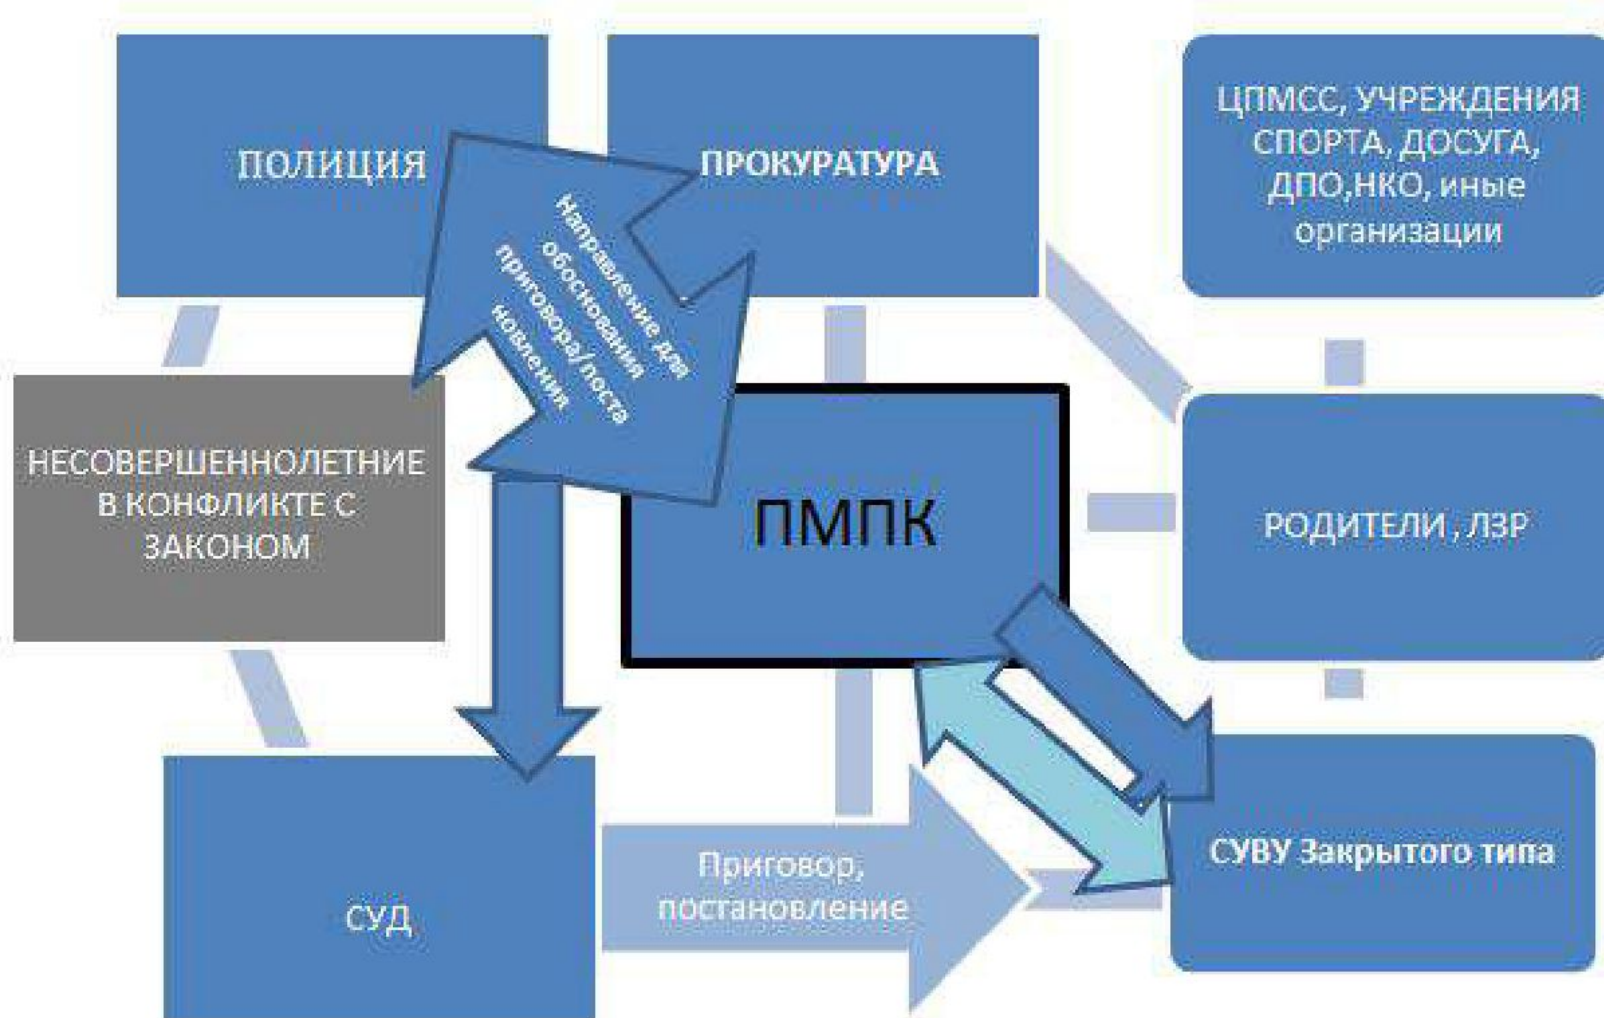 ПОЛИЦИЯ
ПРОКУРАТУРА
ЦПМСС, УЧРЕЖДЕНИЯ
СПОРТА, ДОСУГА,
ДПО,НКО, иные
организации
Направление для
обоснования
приговора/поста
новления
НЕСОВЕРШЕННОЛЕТНИЕ
В КОНФЛИКТЕ С
ЗАКОНОМ
ПМПК
РОДИТЕЛИ , ЛЗР
СУД
Приговор,
постановление
СУВУ Закрытого типа